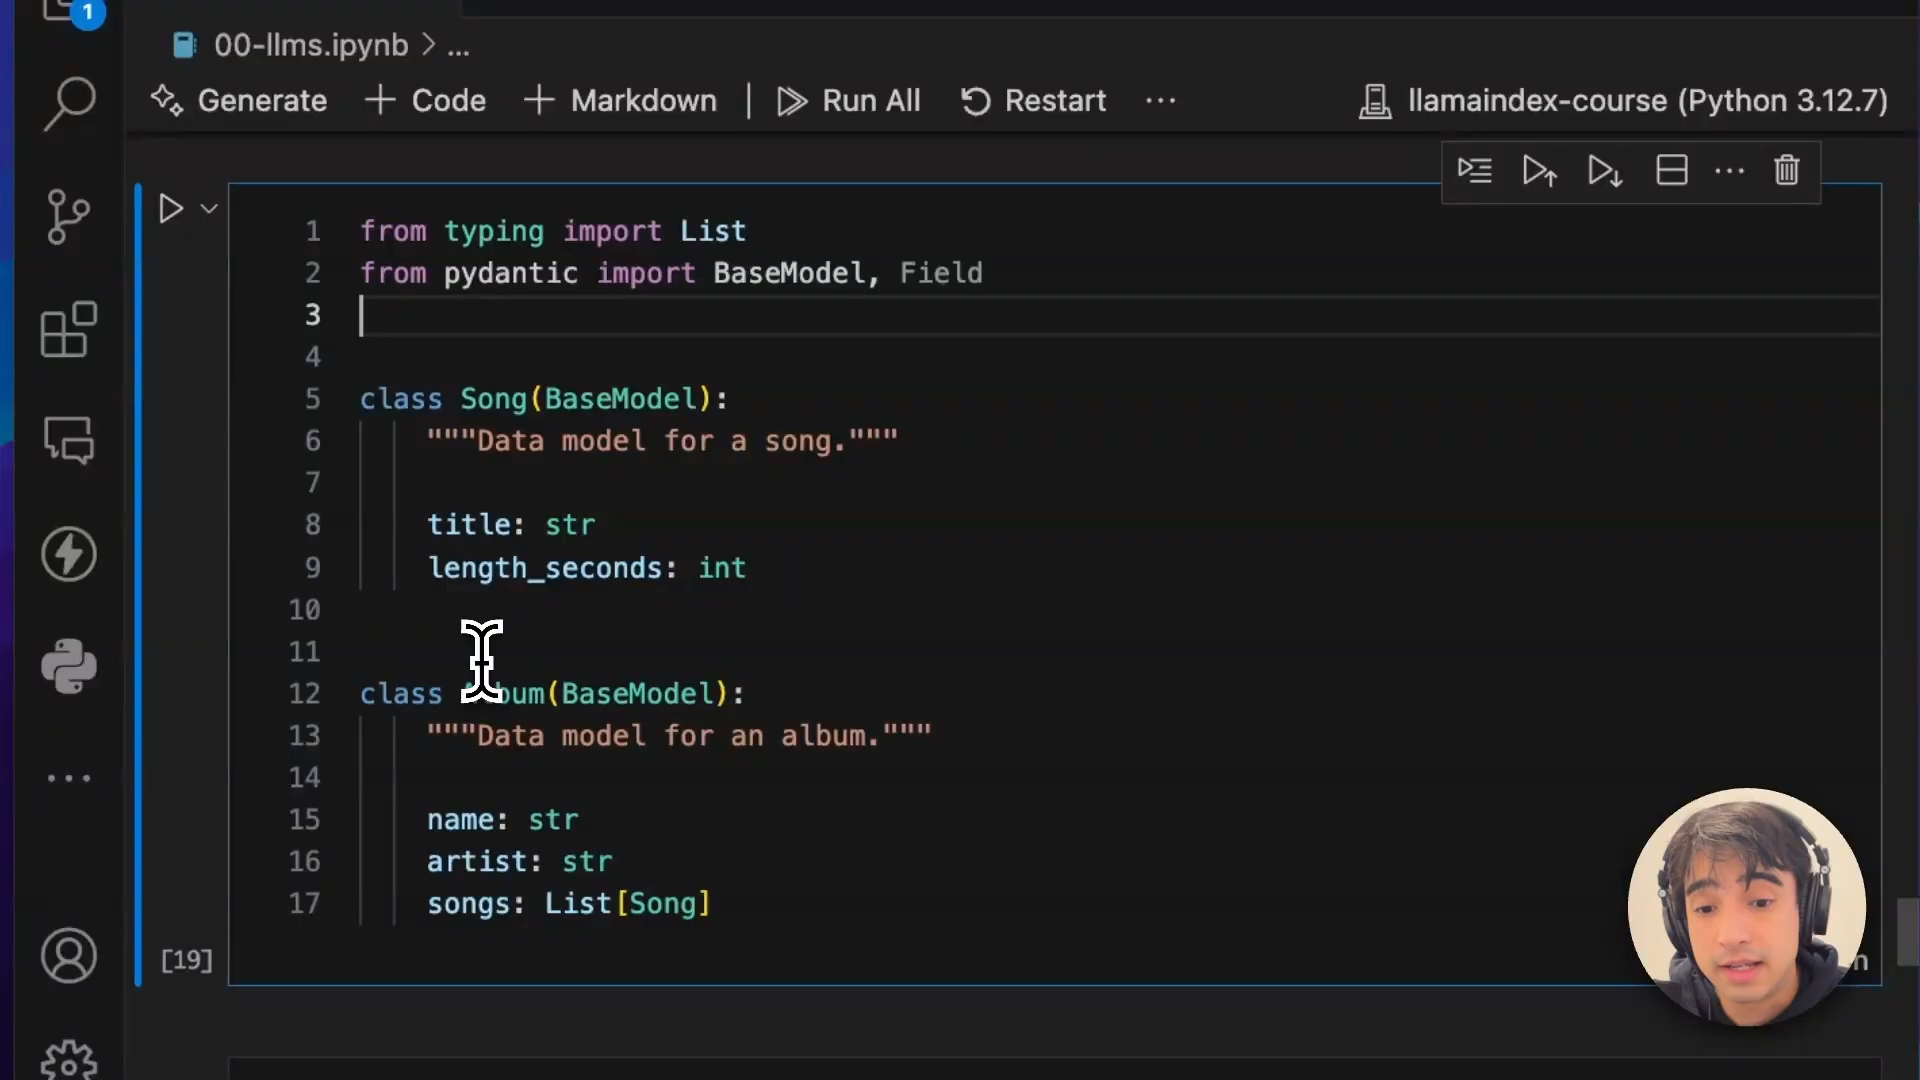 1
00-llms.ipynb > ...
Generate + Code + Markdown | Run All Restart ...
llamaindex-course (Python 3.12.7)
1 from typing import List
2 from pydantic import BaseModel, Field
3
4
5 class Song(BaseModel):
6 """Data model for a song."""
7
8 title: str
9 length_seconds: int
10
11
12 class bum(BaseModel):
13 """Data model for an album."""
14
15 name: str
16 artist: str
17 songs: List[Song]
[19]
n